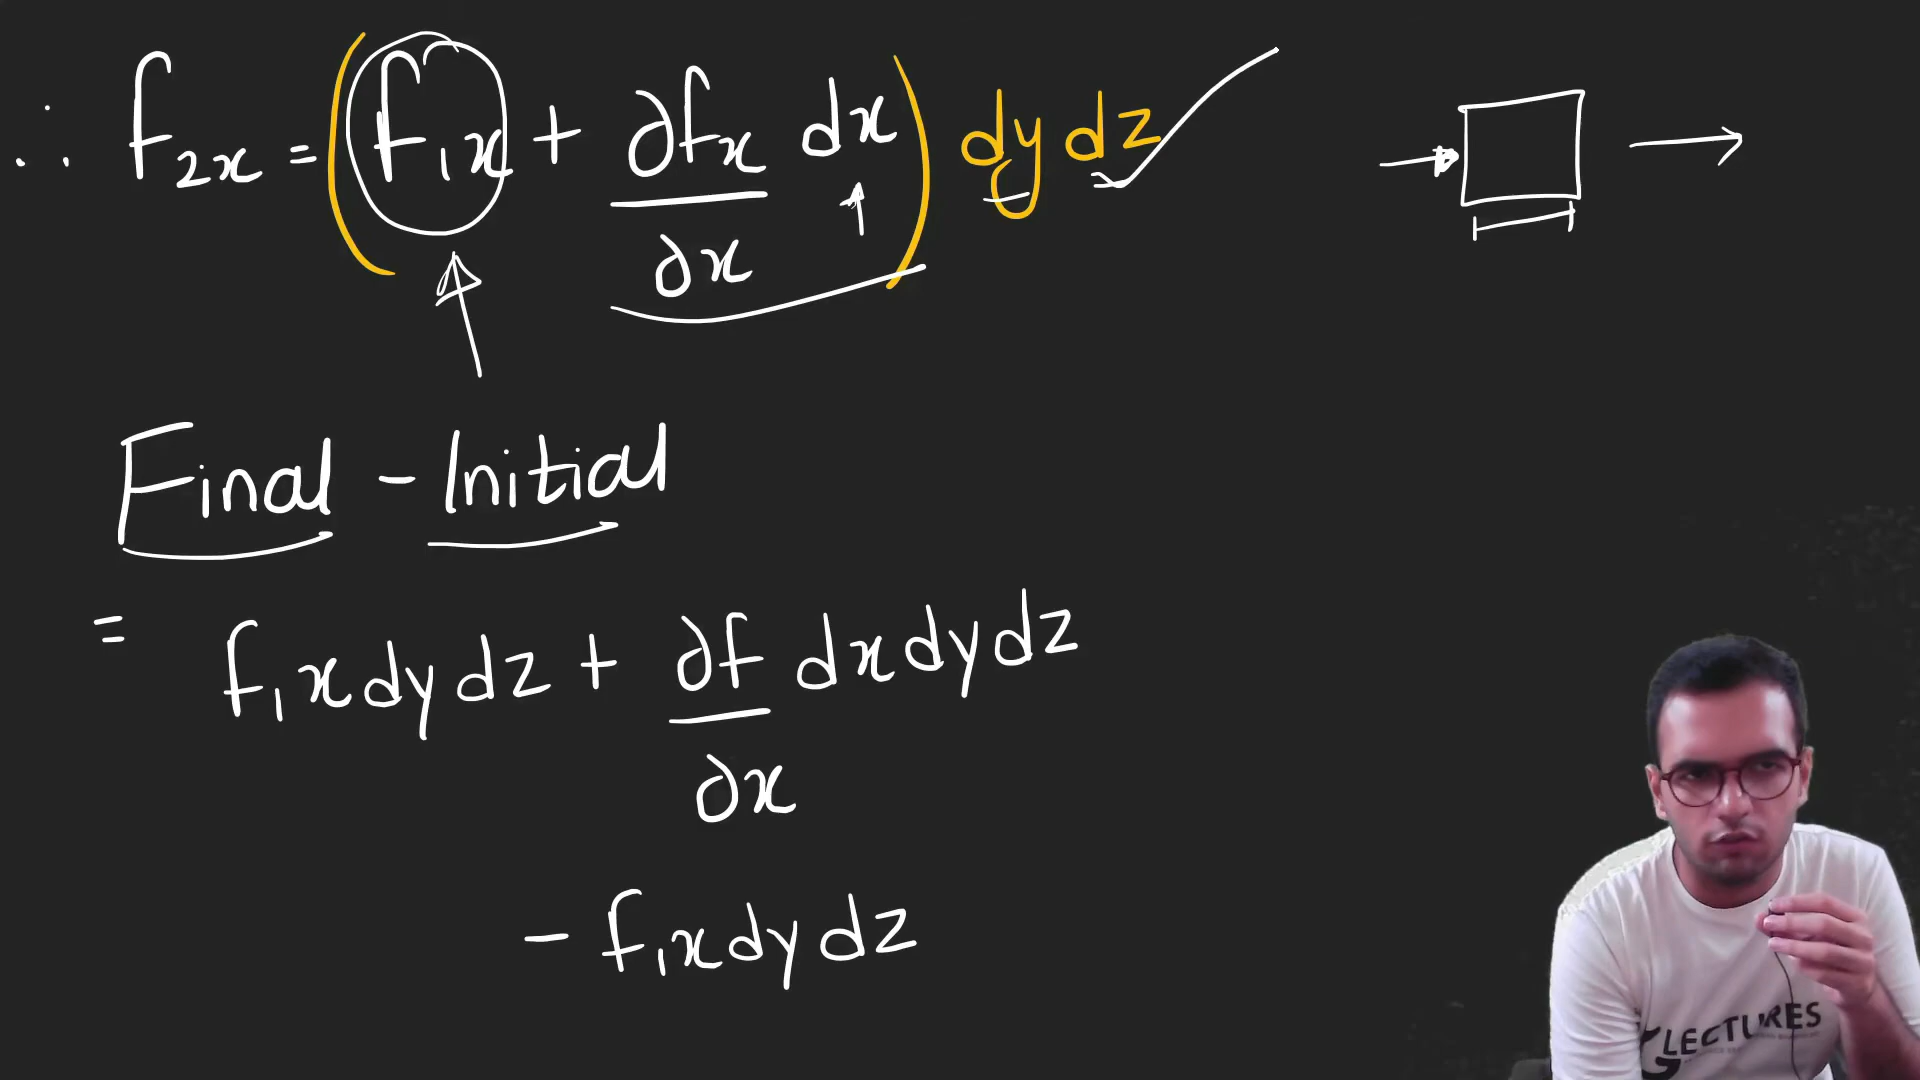 ∴ f₂x = (f₁x + ∂fx/∂x dx) dy dz
Final - Initial
= f₁x dy dz + ∂f/∂x dx dy dz
- f₁x dy dz
LECTURES